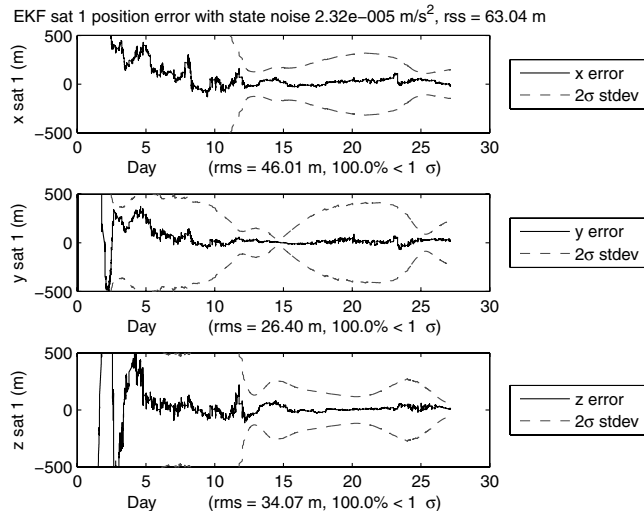 EKF sat 1 position error with state noise 2.32e−005 m/s², rss = 63.04 m
500
0
−500
x sat 1 (m)
0 5 10 15 20 25 30
Day (rms = 46.01 m, 100.0% < 1 σ)
x error
2σ stdev
500
0
−500
y sat 1 (m)
0 5 10 15 20 25 30
Day (rms = 26.40 m, 100.0% < 1 σ)
y error
2σ stdev
500
0
−500
z sat 1 (m)
0 5 10 15 20 25 30
Day (rms = 34.07 m, 100.0% < 1 σ)
z error
2σ stdev